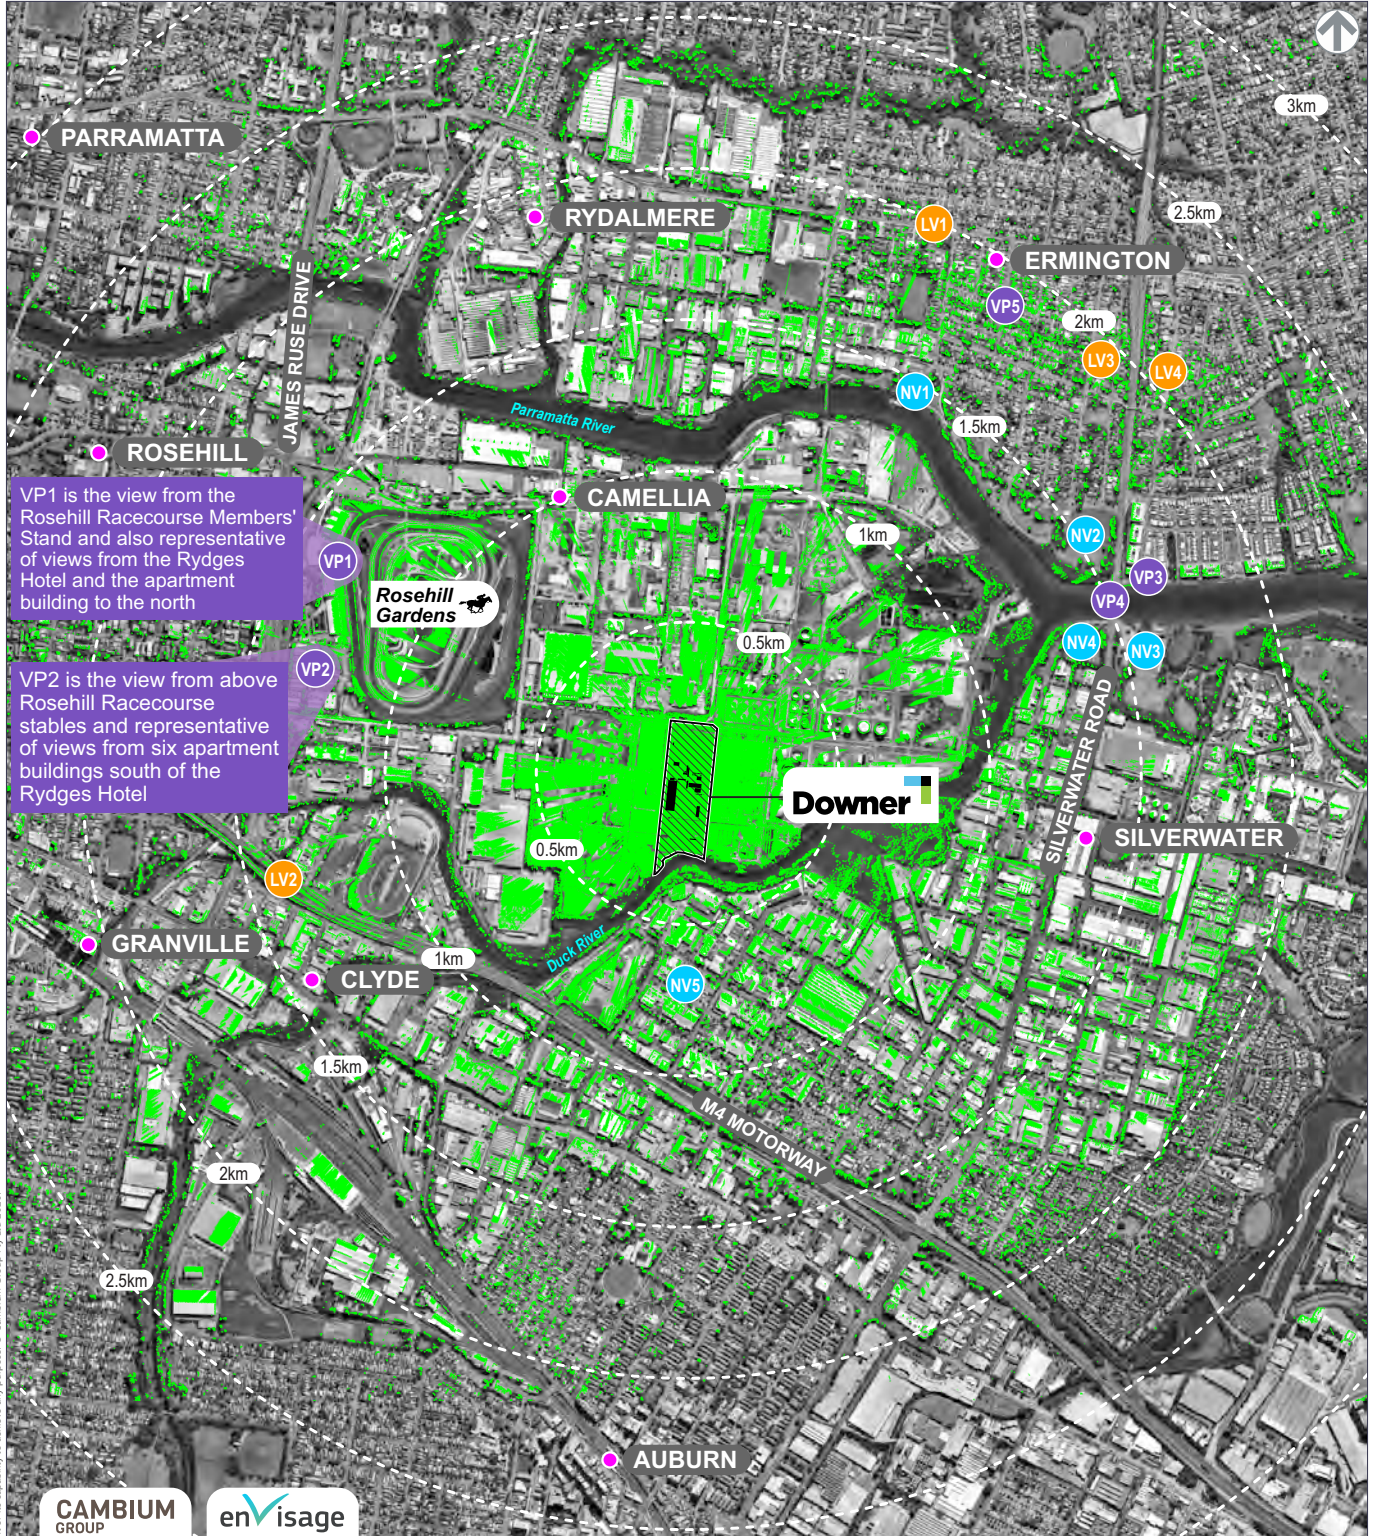 3km
PARRAMATTA
2.5km
RYDALMERE
LV1
ERMINGTON
JAMES RUSE DRIVE
VP5
2km
LV3
LV4
NV1
Parramatta River
1.5km
ROSEHILL
CAMELLIA
VP1 is the view from the
Rosehill Racecourse Members'
Stand and also representative
of views from the Rydges
Hotel and the apartment
building to the north
1km
NV2
VP1
VP3
Rosehill
Gardens
VP4
0.5km
NV4
NV3
VP2
VP2 is the view from above
Rosehill Racecourse
stables and representative
of views from six apartment
buildings south of the
Rydges Hotel
SILVERWATER ROAD
Downer
SILVERWATER
0.5km
LV2
GRANVILLE
Duck River
1km
CLYDE
NV5
1.5km
M4 MOTORWAY
2km
2.5km
AUBURN
CAMBIUM
GROUP
enVisage